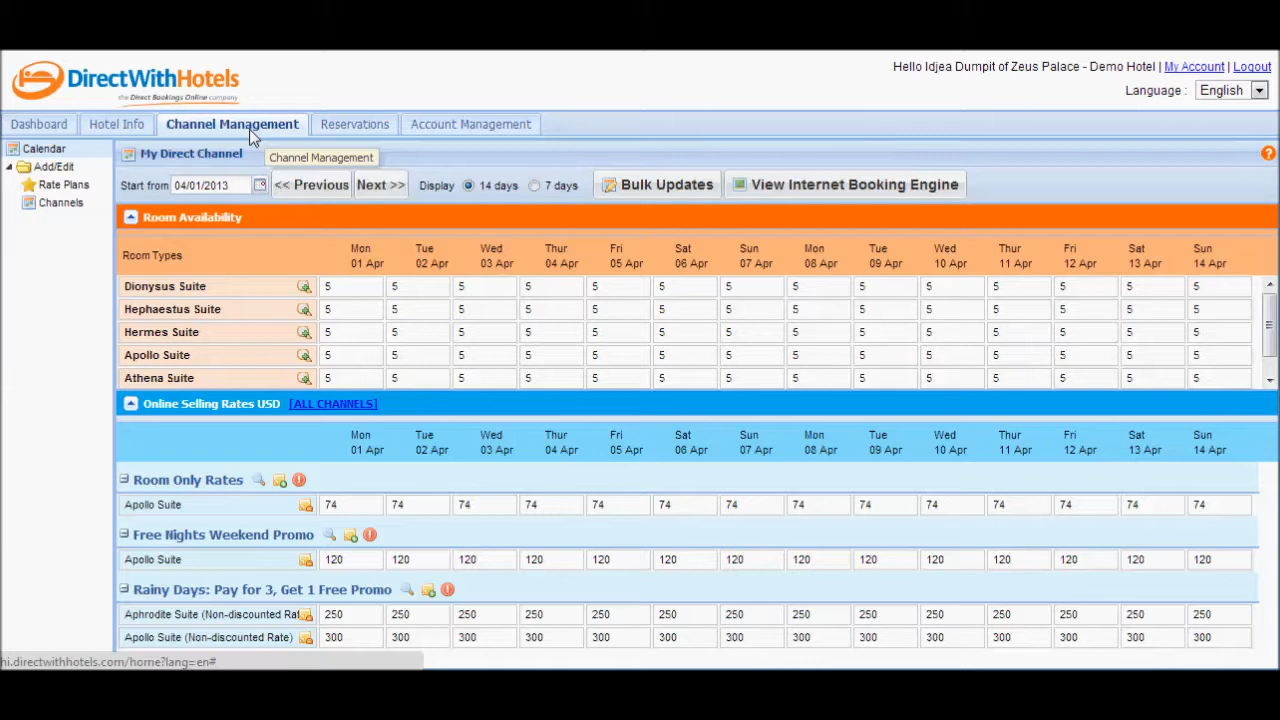 DirectWithHotels
the Direct Bookings Online company
Hello Idjea Dumpit of Zeus Palace - Demo Hotel | My Account | Logout
Language : English
Dashboard Hotel Info Channel Management Reservations Account Management
Calendar
Add/Edit
Rate Plans
Channels
My Direct Channel
Channel Management
Start from 04/01/2013 << Previous Next >> Display 14 days 7 days Bulk Updates View Internet Booking Engine
Room Availability
Room Types Mon 01 Apr Tue 02 Apr Wed 03 Apr Thur 04 Apr Fri 05 Apr Sat 06 Apr Sun 07 Apr Mon 08 Apr Tue 09 Apr Wed 10 Apr Thur 11 Apr Fri 12 Apr Sat 13 Apr Sun 14 Apr
Dionysus Suite 5 5 5 5 5 5 5 5 5 5 5 5 5 5
Hephaestus Suite 5 5 5 5 5 5 5 5 5 5 5 5 5 5
Hermes Suite 5 5 5 5 5 5 5 5 5 5 5 5 5 5
Apollo Suite 5 5 5 5 5 5 5 5 5 5 5 5 5 5
Athena Suite 5 5 5 5 5 5 5 5 5 5 5 5 5 5
Online Selling Rates USD [ALL CHANNELS]
Mon 01 Apr Tue 02 Apr Wed 03 Apr Thur 04 Apr Fri 05 Apr Sat 06 Apr Sun 07 Apr Mon 08 Apr Tue 09 Apr Wed 10 Apr Thur 11 Apr Fri 12 Apr Sat 13 Apr Sun 14 Apr
Room Only Rates
Apollo Suite 74 74 74 74 74 74 74 74 74 74 74 74 74 74
Free Nights Weekend Promo
Apollo Suite 120 120 120 120 120 120 120 120 120 120 120 120 120 120
Rainy Days: Pay for 3, Get 1 Free Promo
Aphrodite Suite (Non-discounted Rat 250 250 250 250 250 250 250 250 250 250 250 250 250 250
Apollo Suite (Non-discounted Rate) 300 300 300 300 300 300 300 300 300 300 300 300 300 300
hi.directwithhotels.com/home?lang=en#